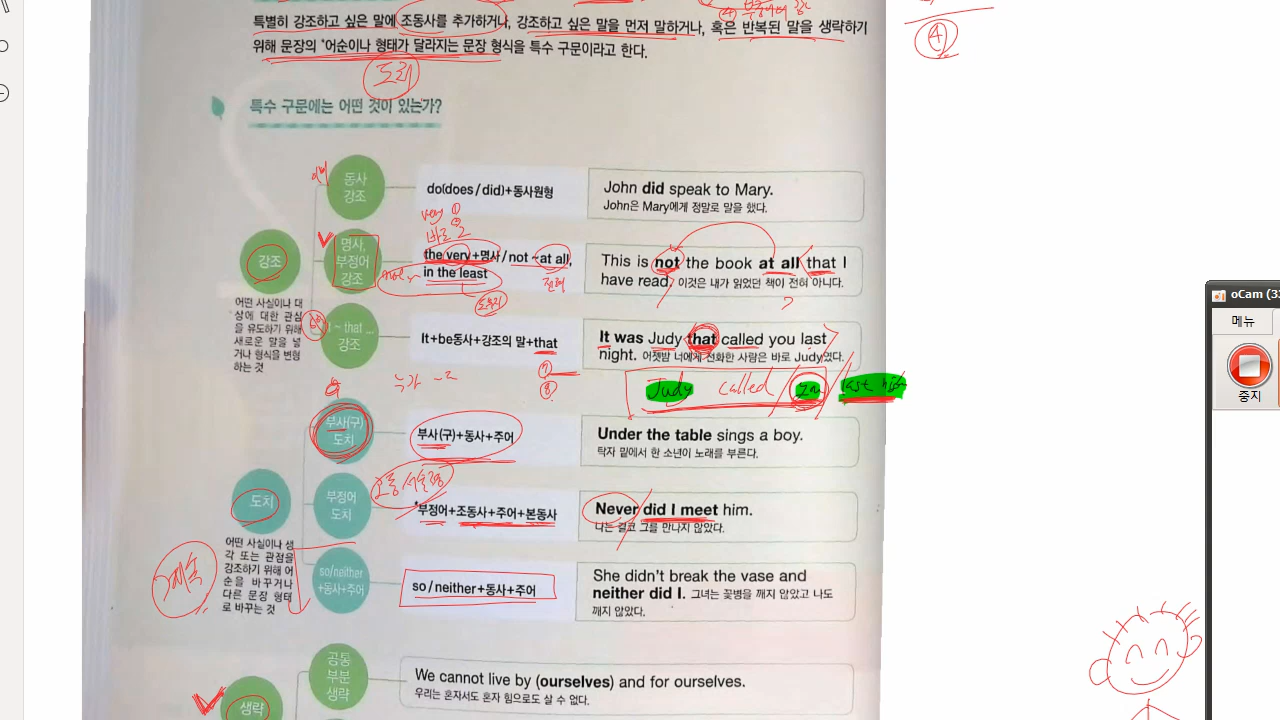 특별히 강조하고 싶은 말에 조동사를 추가하거나, 강조하고 싶은 말을 먼저 말하거나, 혹은 반복된 말을 생략하기
위해 문장의 *어순이나 형태가 달라지는 문장 형식을 특수 구문이라고 한다.
④
도치
특수 구문에는 어떤 것이 있는가?
동사
강조
do(does / did)+동사원형
John did speak to Mary.
John은 Mary에게 정말로 말을 했다.
바로
강조
명사,
부정어
강조
the very+명사 / not ~at all,
in the least
전혀
This is not the book at all that I
have read. 이것은 내가 읽었던 책이 전혀 아니다.
어떤 사실이나 대
상에 대한 관심
을 유도하기 위해
새로운 말을 넣
거나 형식을 변형
하는 것
~ that ...
강조
It+be동사+강조의 말+that
It was Judy that called you last
night. 어젯밤 너에게 전화한 사람은 바로 Judy였다.
누가
Judy called last night
부사(구)
도치
부사(구)+동사+주어
Under the table sings a boy.
탁자 밑에서 한 소년이 노래를 부른다.
도치
부정어
도치
*부정어+조동사+주어+본동사
Never did I meet him.
나는 결코 그를 만나지 않았다.
어떤 사실이나 생
각 또는 관점을
강조하기 위해 어
순을 바꾸거나
다른 문장 형태
로 바꾸는 것
so/neither
+동사+주어
so / neither+동사+주어
She didn't break the vase and
neither did I. 그녀는 꽃병을 깨지 않았고 나도
깨지 않았다.
생략
공통
부분
생략
We cannot live by (ourselves) and for ourselves.
우리는 혼자서도 혼자 힘으로도 살 수 없다.
oCam (32
메뉴
중지